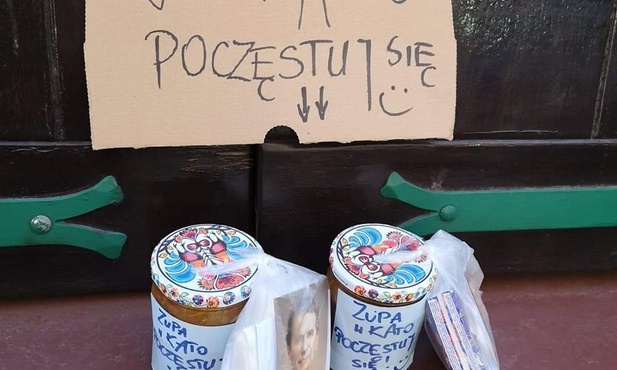 POCZĘSTUJ SIĘ
ZUPA
W KATO
POCZĘSTUJ
ZUPA
W KATO
POCZĘSTUJ
SIĘ